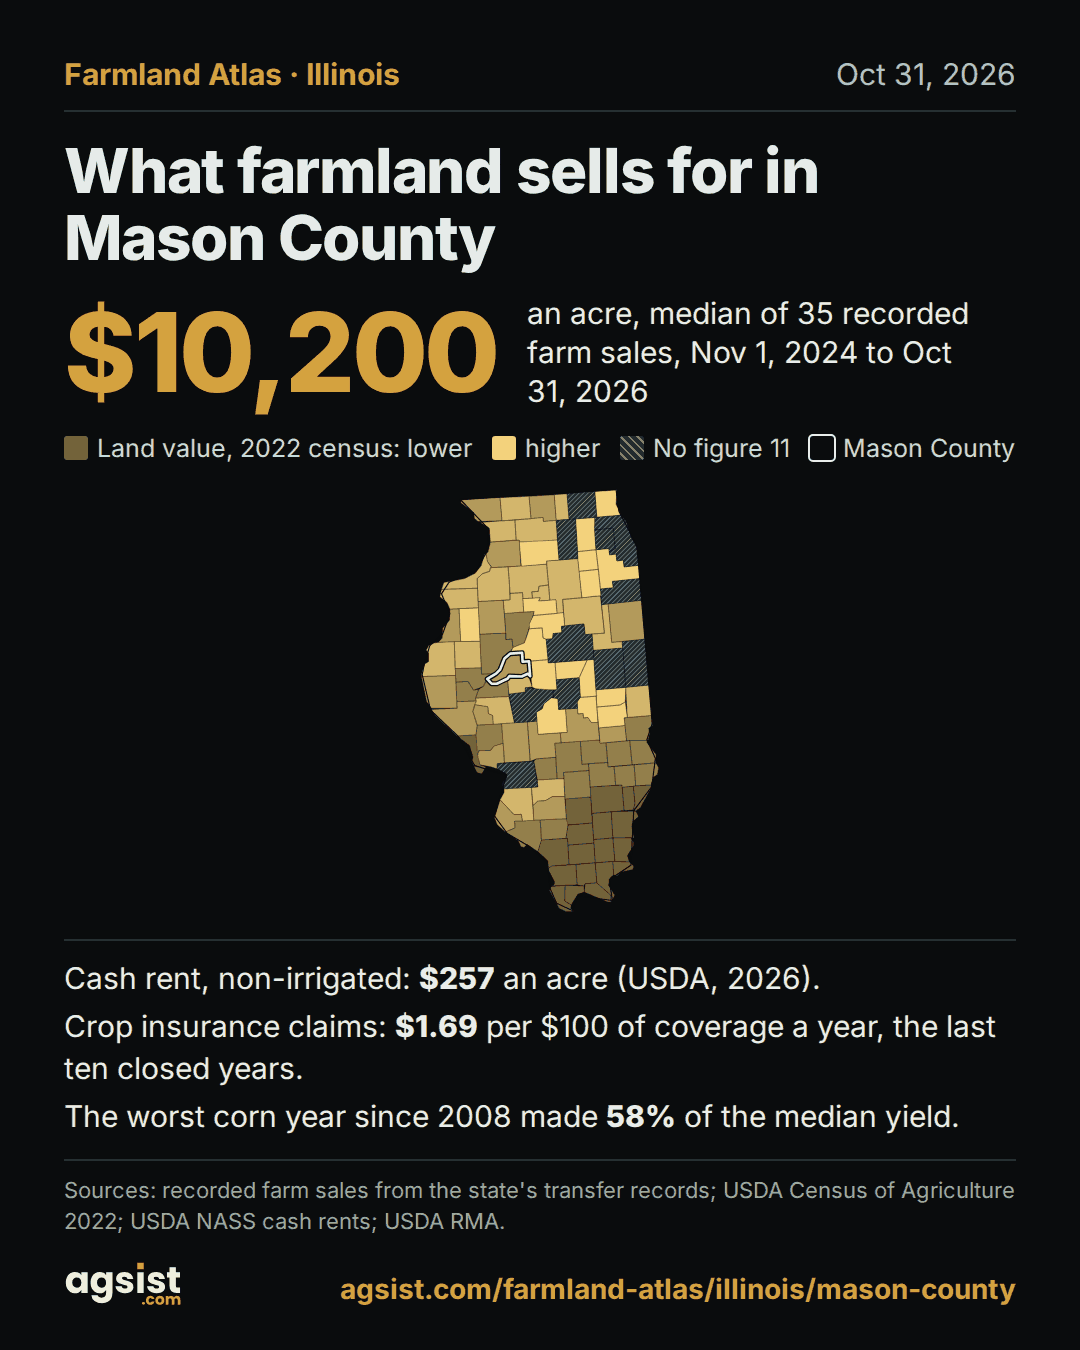 Farmland Atlas · Illinois
Oct 31, 2026
What farmland sells for in
Mason County
$10,200
an acre, median of 35 recorded
farm sales, Nov 1, 2024 to Oct
31, 2026
Land value, 2022 census: lower
higher
No figure 11
Mason County
Cash rent, non-irrigated: $257 an acre (USDA, 2026).
Crop insurance claims: $1.69 per $100 of coverage a year, the last
ten closed years.
The worst corn year since 2008 made 58% of the median yield.
Sources: recorded farm sales from the state's transfer records; USDA Census of Agriculture
2022; USDA NASS cash rents; USDA RMA.
agsist
.com
agsist.com/farmland-atlas/illinois/mason-county